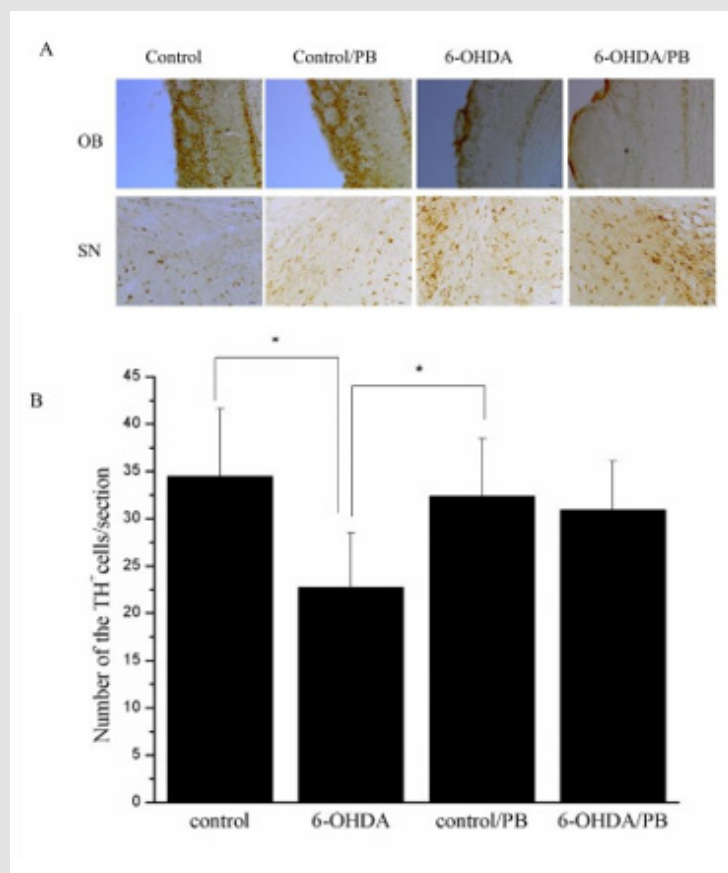 A
Control Control/PB 6-OHDA 6-OHDA/PB
OB
SN
B
* *
45
40
35
30
25
20
15
10
5
0
Number of the TH⁻ cells/section
control 6-OHDA control/PB 6-OHDA/PB